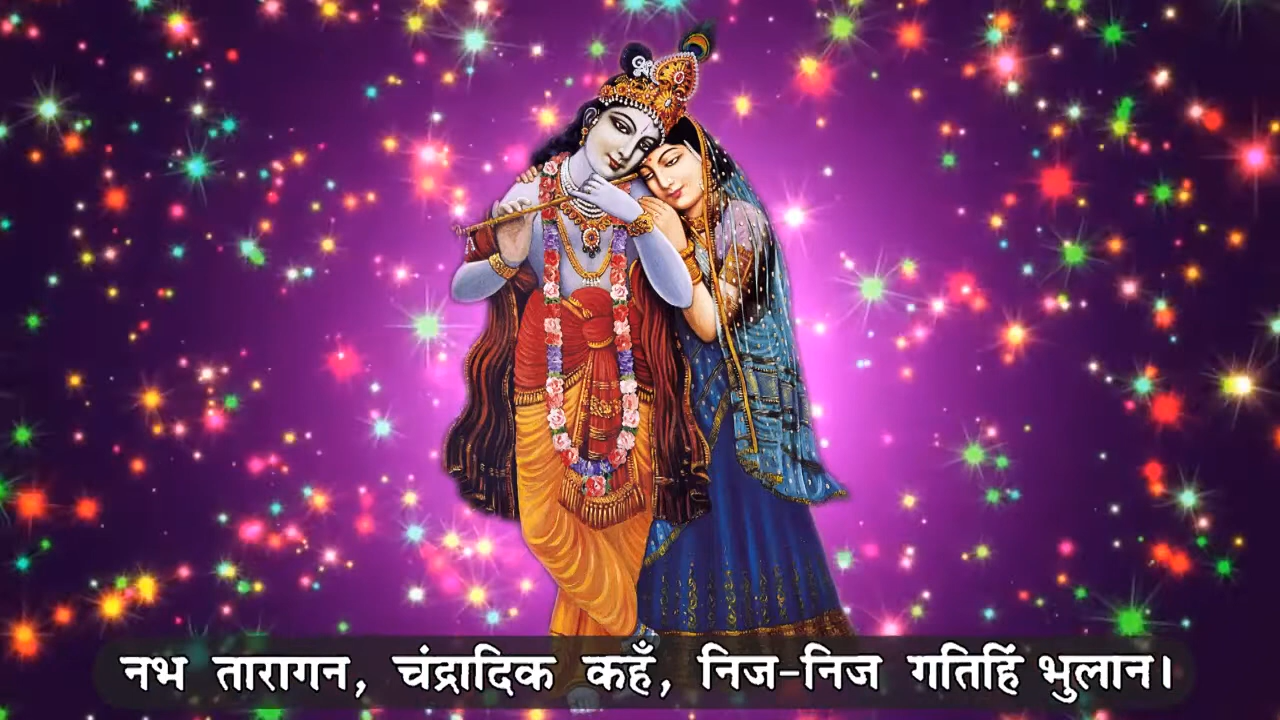 नभ तारागन, चंद्रादिक कहँ, निज-निज गतिहिं भुलान।